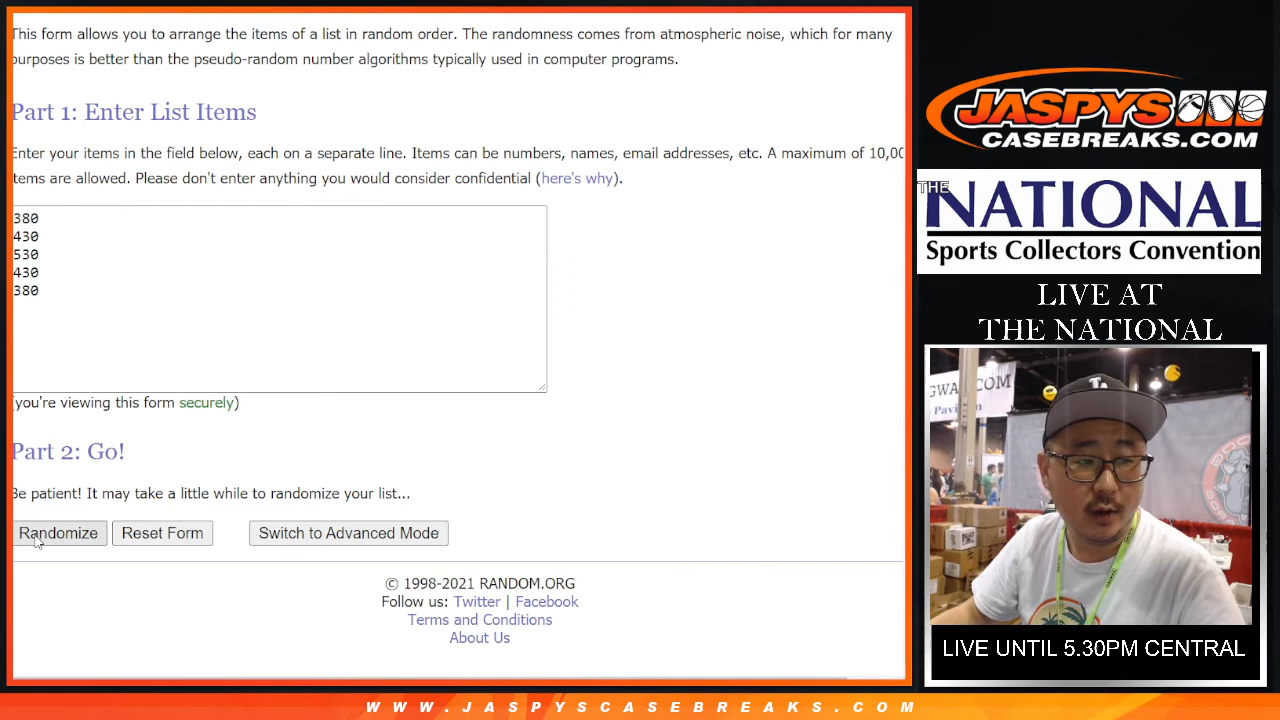 This form allows you to arrange the items of a list in random order. The randomness comes from atmospheric noise, which for many
purposes is better than the pseudo-random number algorithms typically used in computer programs.
Part 1: Enter List Items
Enter your items in the field below, each on a separate line. Items can be numbers, names, email addresses, etc. A maximum of 10,00
items are allowed. Please don't enter anything you would consider confidential (here's why).
380
430
530
430
380
(you're viewing this form securely)
Part 2: Go!
Be patient! It may take a little while to randomize your list...
Randomize Reset Form Switch to Advanced Mode
© 1998-2021 RANDOM.ORG
Follow us: Twitter | Facebook
Terms and Conditions
About Us
JASPYS
CASEBREAKS.COM
THE
NATIONAL
Sports Collectors Convention
LIVE AT
THE NATIONAL
LIVE UNTIL 5.30PM CENTRAL
WWW.JASPYSCASEBREAKS.COM